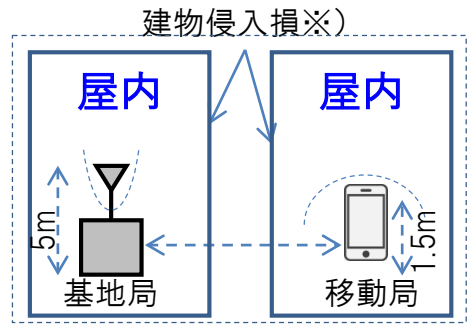 建物侵入損※）
屋内
屋内
5m
1.5m
基地局
移動局